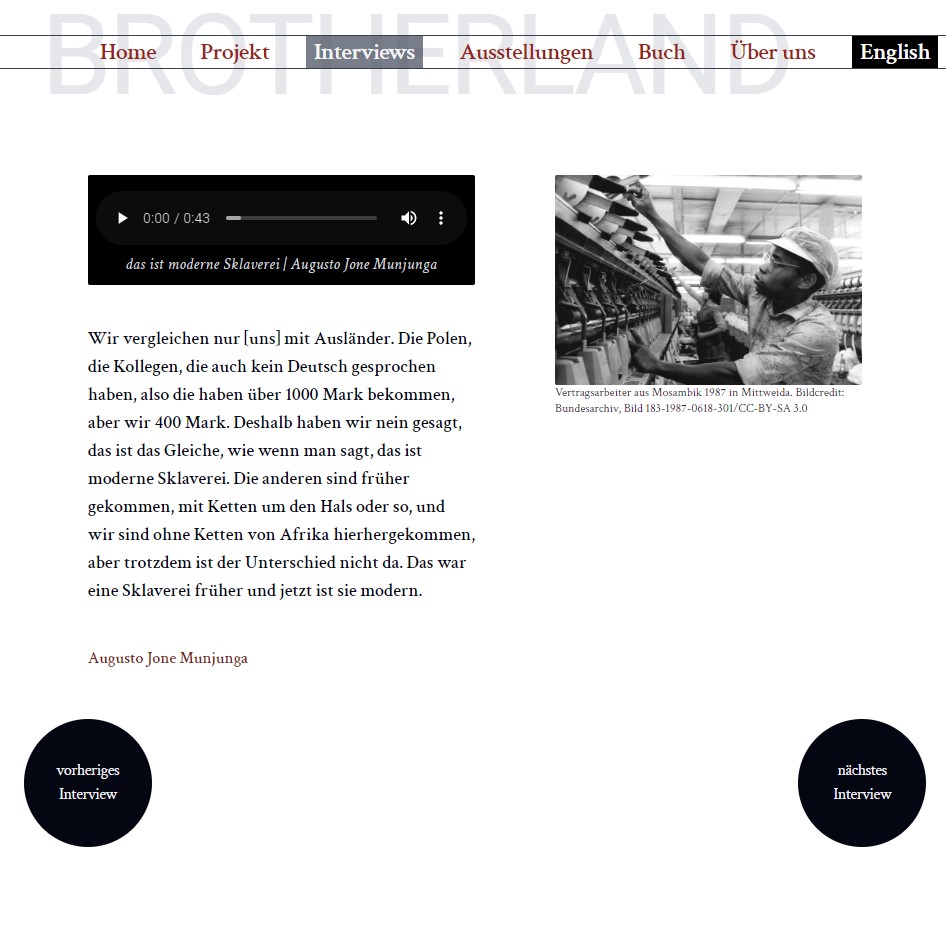 BROTHERLAND
Home Projekt Interviews Ausstellungen Buch Über uns English
0:00 / 0:43
das ist moderne Sklaverei | Augusto Jone Munjunga
Wir vergleichen nur [uns] mit Ausländer. Die Polen,
die Kollegen, die auch kein Deutsch gesprochen
haben, also die haben über 1000 Mark bekommen,
aber wir 400 Mark. Deshalb haben wir nein gesagt,
das ist das Gleiche, wie wenn man sagt, das ist
moderne Sklaverei. Die anderen sind früher
gekommen, mit Ketten um den Hals oder so, und
wir sind ohne Ketten von Afrika hierhergekommen,
aber trotzdem ist der Unterschied nicht da. Das war
eine Sklaverei früher und jetzt ist sie modern.
Augusto Jone Munjunga
Vertragsarbeiter aus Mosambik 1987 in Mittweida. Bildcredit:
Bundesarchiv, Bild 183-1987-0618-301/CC-BY-SA 3.0
vorheriges
Interview
nächstes
Interview